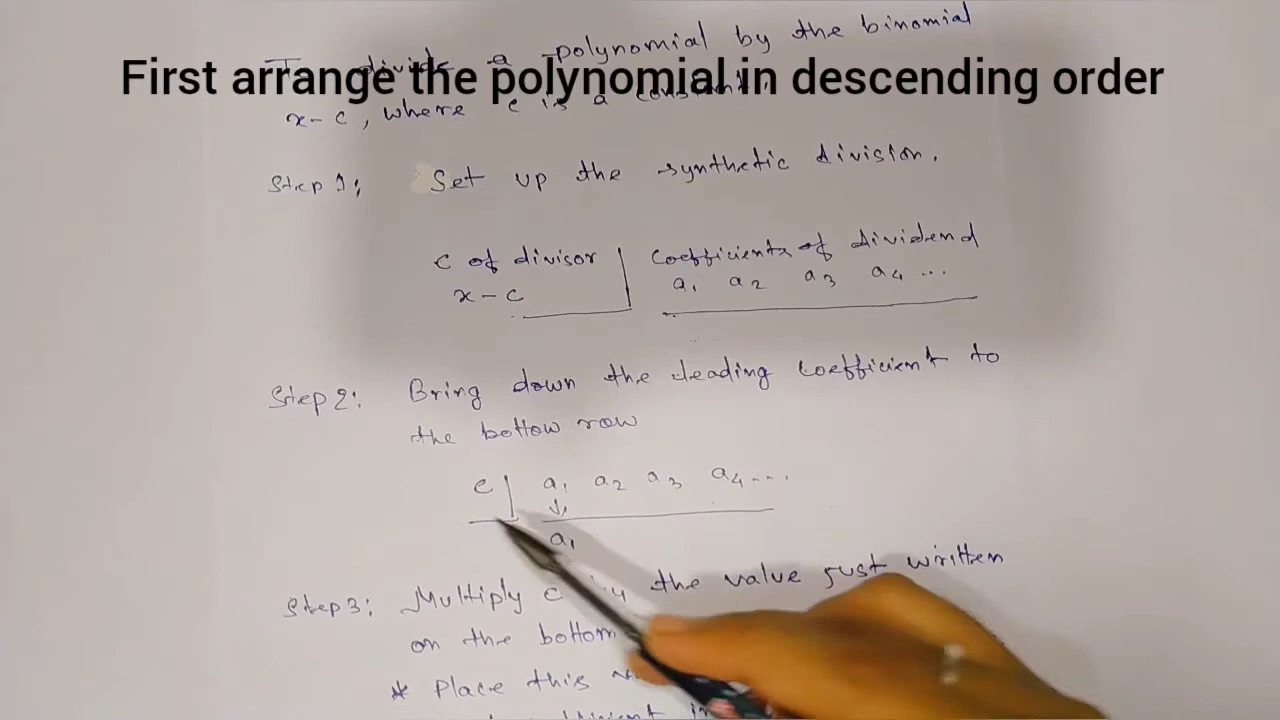 To divide a polynomial by the binomial
First arrange the polynomial in descending order
x - c, where c is a constant.
Step 1: Set up the synthetic division.
c of divisor | coefficients of dividend
x - c a₁ a₂ a₃ a₄ ...
Step 2: Bring down the leading coefficient to
the bottow row
c | a₁ a₂ a₃ a₄ ...
↓
a₁
Step 3: Multiply c by the value just written
on the bottom
* Place this